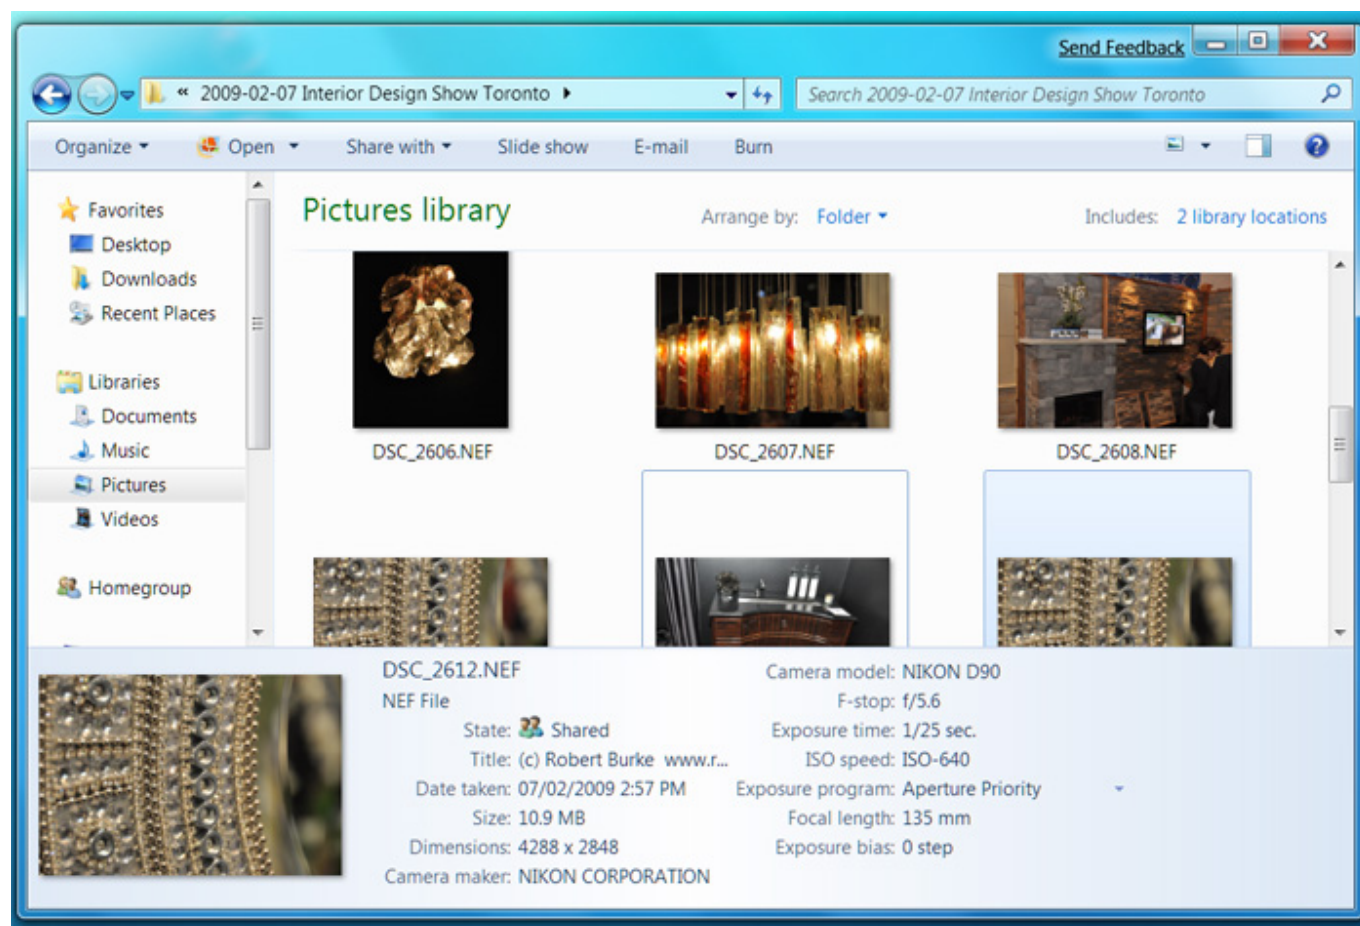 Send Feedback
« 2009-02-07 Interior Design Show Toronto
Search 2009-02-07 Interior Design Show Toronto
Organize Open Share with Slide show E-mail Burn
Favorites
Desktop
Downloads
Recent Places
Libraries
Documents
Music
Pictures
Videos
Homegroup
Pictures library
Arrange by: Folder
Includes: 2 library locations
DSC_2606.NEF
DSC_2607.NEF
DSC_2608.NEF
DSC_2612.NEF
NEF File
State: Shared
Title: (c) Robert Burke www.r...
Date taken: 07/02/2009 2:57 PM
Size: 10.9 MB
Dimensions: 4288 x 2848
Camera maker: NIKON CORPORATION
Camera model: NIKON D90
F-stop: f/5.6
Exposure time: 1/25 sec.
ISO speed: ISO-640
Exposure program: Aperture Priority
Focal length: 135 mm
Exposure bias: 0 step